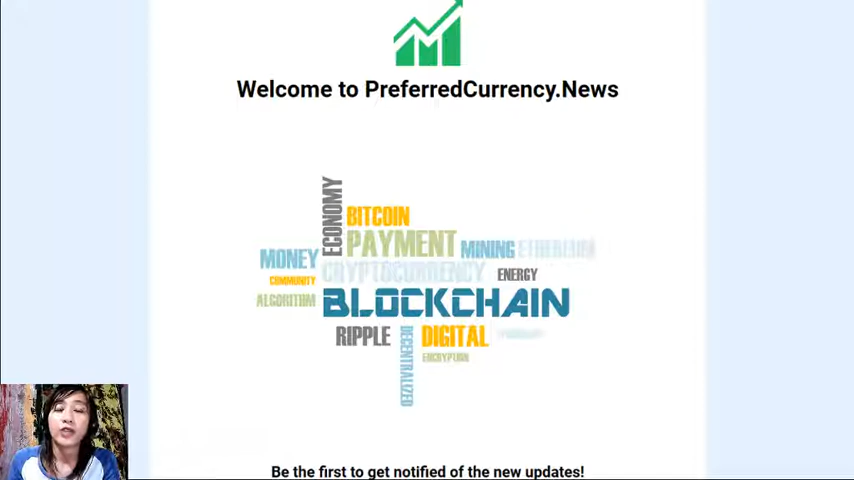 Welcome to PreferredCurrency.News
ECONOMY
BITCOIN
PAYMENT
MONEY
MINING
ETHEREUM
CRYPTOCURRENCY
ENERGY
COMMUNITY
ALGORITHM
BLOCKCHAIN
RIPPLE
DECENTRALIZED
DIGITAL
ENCRYPTION
Be the first to get notified of the new updates!